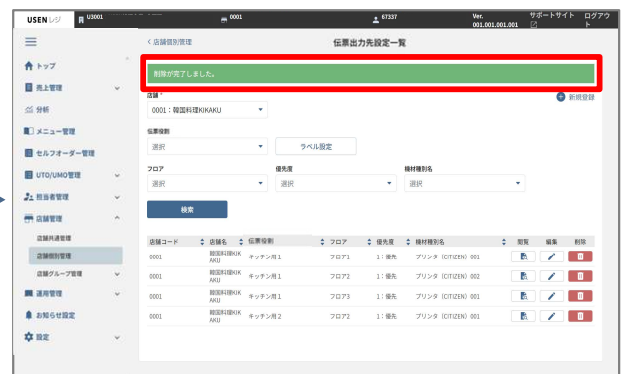 USEN レジ U3001 0001 67337 Ver. 001.001.001.001 サポートサイト ログアウト
トップ
売上管理
分析
メニュー管理
セルフオーダー管理
UTO/UMO管理
担当者管理
店舗管理
店舗共通管理
店舗個別管理
店舗グループ管理
運用管理
お知らせ設定
設定
< 店舗個別管理 伝票出力先設定一覧
削除が完了しました。
店舗 * 新規登録
0001：韓国料理KIKAKU
伝票役割
選択 ラベル設定
フロア 優先度 機材種別名
選択 選択 選択
検索
店舗コード 店舗名 伝票役割 フロア 優先度 機材種別名 閲覧 編集 削除
0001 韓国料理KIKAKU キッチン用１ フロア1 1：優先 プリンタ（CITIZEN）001
0001 韓国料理KIKAKU キッチン用１ フロア2 1：優先 プリンタ（CITIZEN）002
0001 韓国料理KIKAKU キッチン用１ フロア3 1：優先 プリンタ（CITIZEN）001
0001 韓国料理KIKAKU キッチン用２ フロア2 1：優先 プリンタ（CITIZEN）001